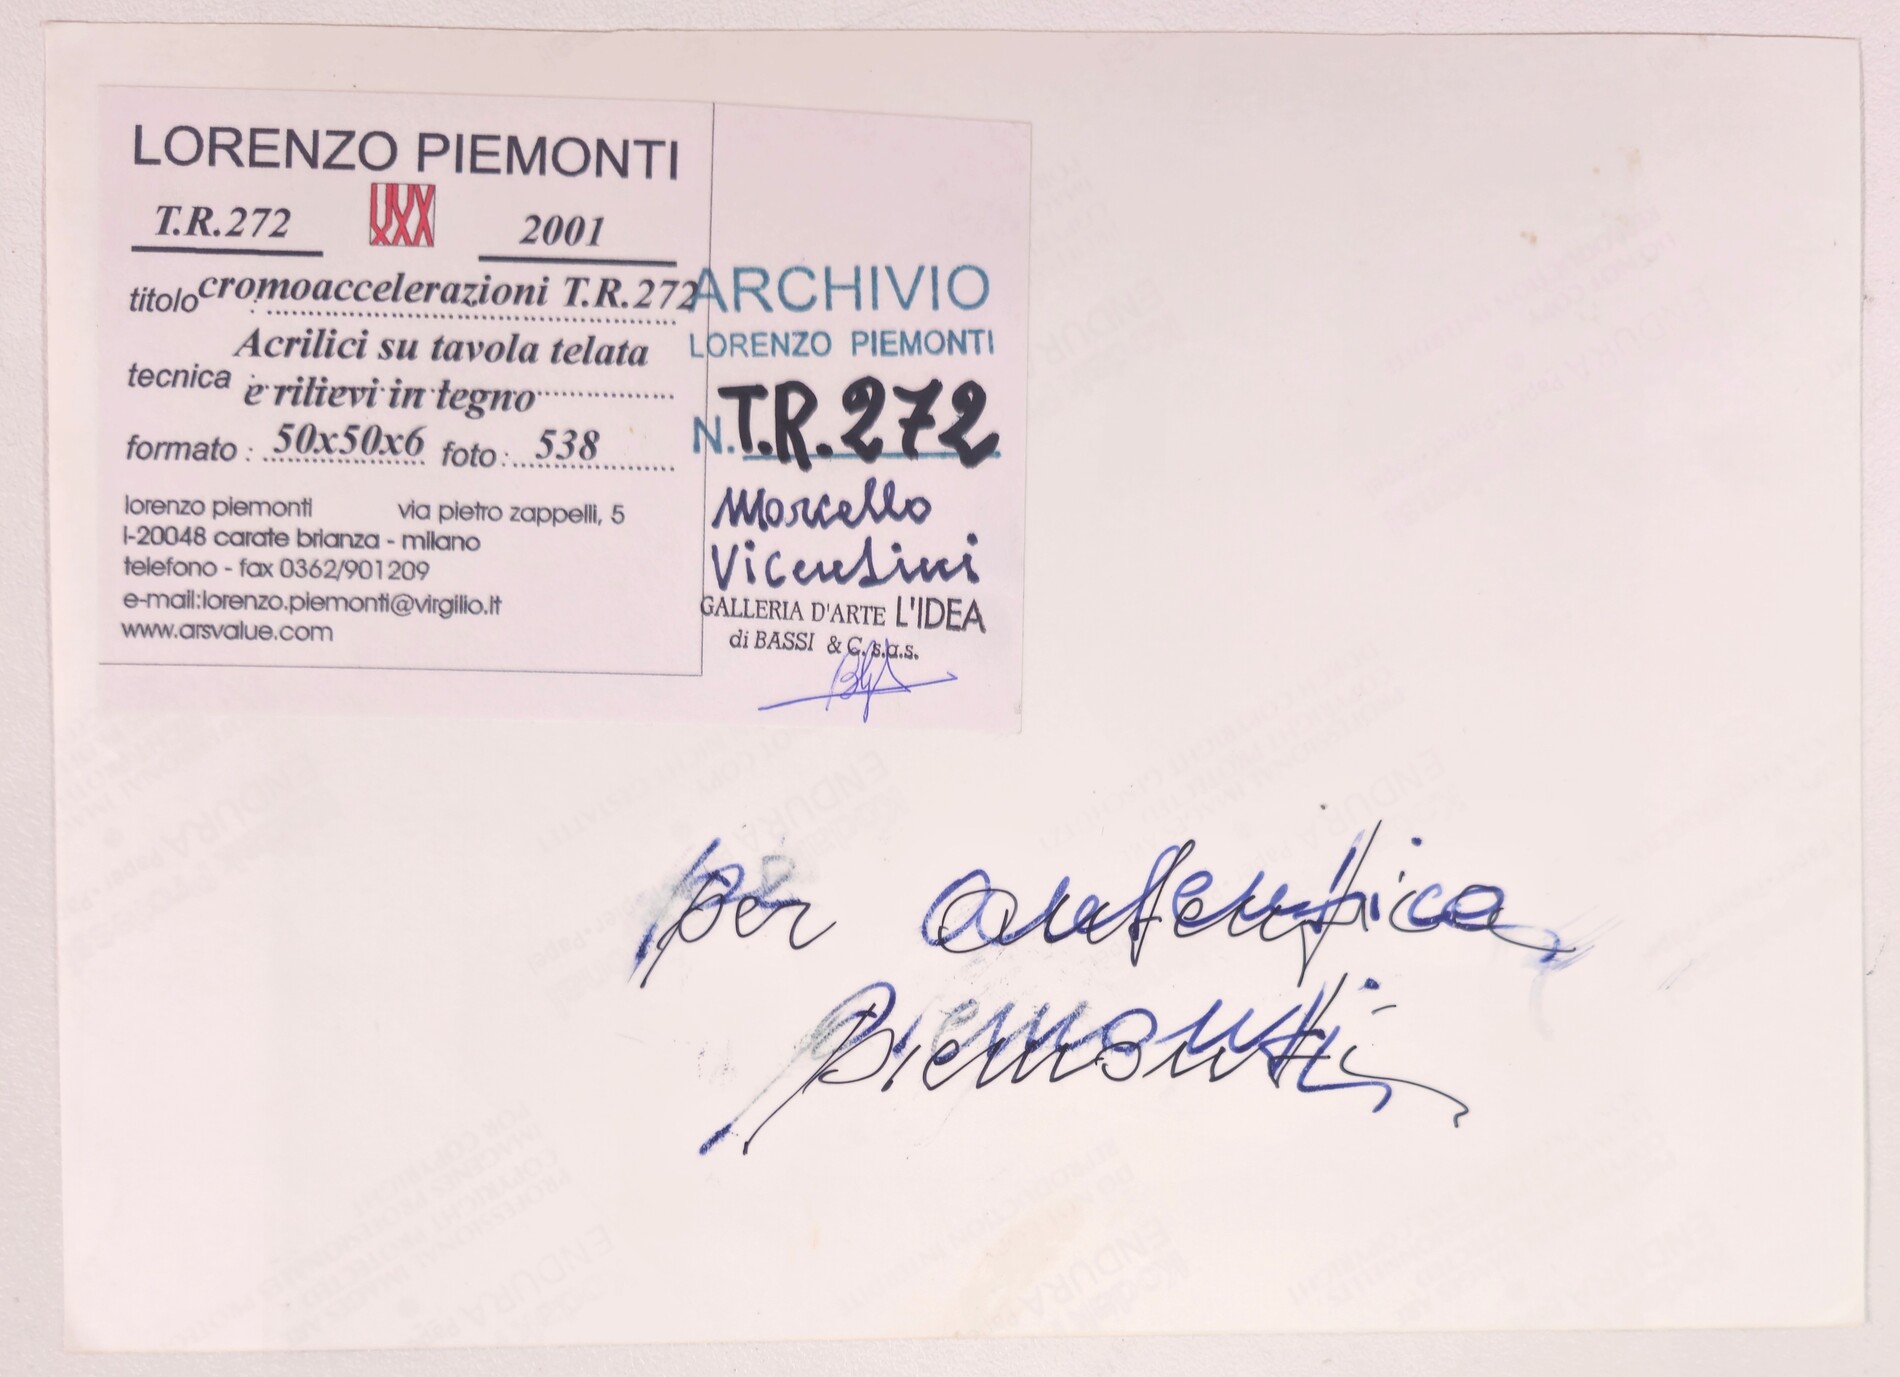 LORENZO PIEMONTI
T.R.272 2001
titolo cromoaccelerazioni T.R.272
Acrilici su tavola telata
tecnica e rilievi in legno
formato : 50x50x6 foto : 538
lorenzo piemonti via pietro zappelli, 5
I-20048 carate brianza - milano
telefono - fax 0362/901209
e-mail:lorenzo.piemonti@virgilio.it
www.arsvalue.com
ARCHIVIO
LORENZO PIEMONTI
N. T.R.272
Marcello
Vicentini
GALLERIA D'ARTE L'IDEA
di BASSI & C. s.a.s.
per autentica
Piemonti